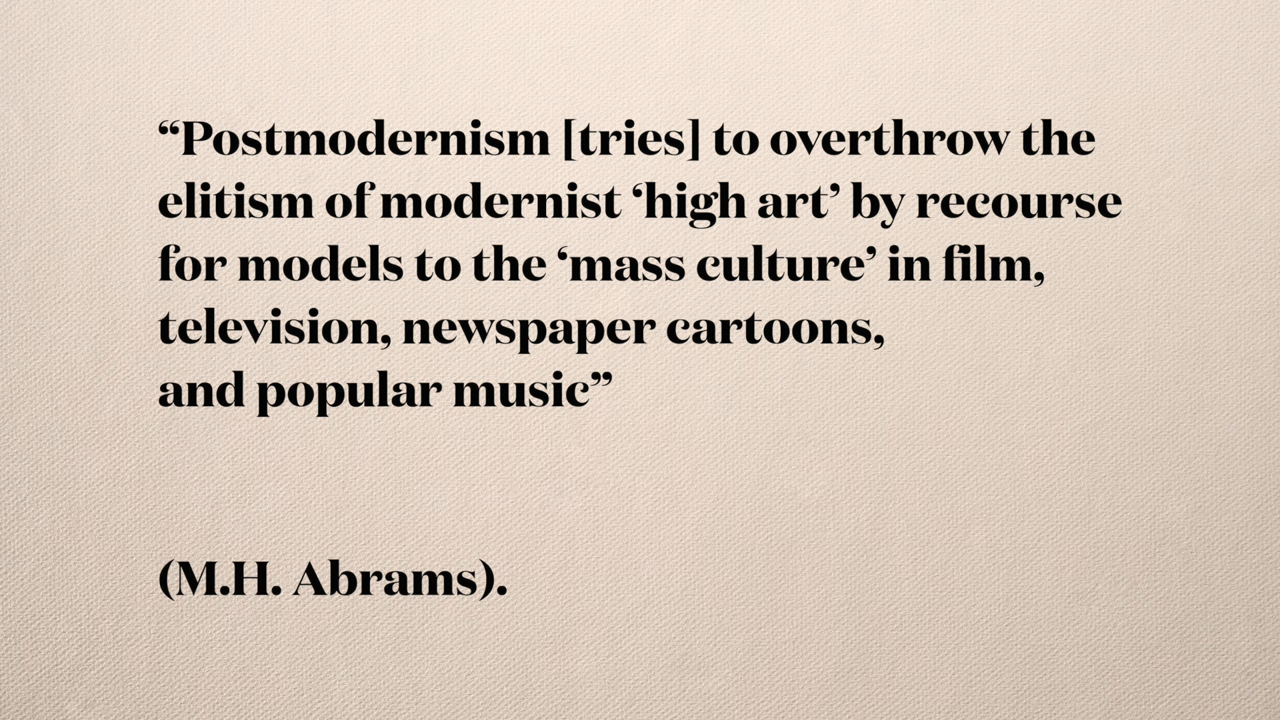 “Postmodernism [tries] to overthrow the
elitism of modernist ‘high art’ by recourse
for models to the ‘mass culture’ in film,
television, newspaper cartoons,
and popular music”
(M.H. Abrams).